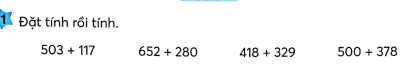 1 Đặt tính rồi tính.
503 + 117 652 + 280 418 + 329 500 + 378